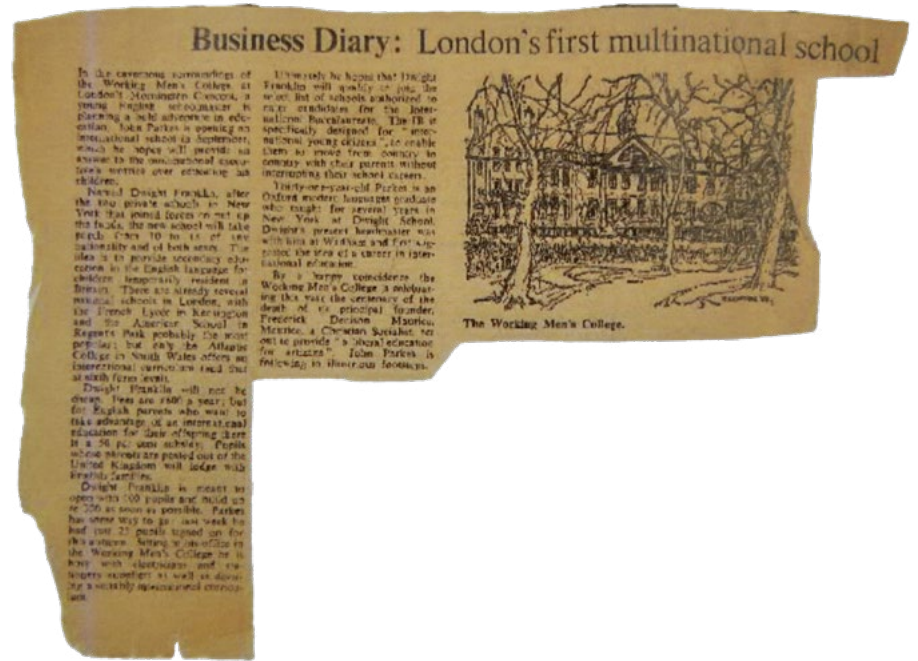 Business Diary: London's first multinational school
In the cavernous surroundings of
the Working Men's College at
London's Mornington Crescent, a
young English schoolmaster is
planning a bold adventure in edu-
cation. John Parkes is opening an
international school in September,
which he hopes will provide an
answer to the multinational execu-
tive's worries over educating his
children.
Named Dwight Franklin, after
the two private schools in New
York that joined forces to put up
the funds, the new school will take
pupils from 10 to 18 of any
nationality and of both sexes. The
idea is to provide secondary edu-
cation in the English language for
children temporarily resident in
Britain. There are already several
national schools in London, with
the French Lycée in Kensington
and the American School in
Regent's Park probably the most
popular; but only the Atlantic
College in South Wales offers an
international curriculum (and that
at sixth form level).
Dwight Franklin will not be
cheap. Fees are £600 a year; but
for English parents who want to
take advantage of an international
education for their offspring there
is a 50 per cent subsidy. Pupils
whose parents are posted out of the
United Kingdom will lodge with
English families.
Dwight Franklin is meant to
open with 100 pupils and build up
to as soon as possible. Parkes
has some way to go: last week he
had just 23 pupils signed on for
this autumn. Sitting in his office in
the Working Men's College he is
busy with electricians and
suppliers as well as
a suitably international
Ultimately he hopes that Dwight
Franklin will qualify to join the
select list of schools authorized to
enter candidates for the Inter-
national Baccalaureate. The IB is
specifically designed for "inter-
national young citizens", to enable
them to move from country to
country with their parents without
interrupting their school careers.
Thirty-one-year-old Parkes is an
Oxford modern languages graduate
who taught for several years in
New York at Dwight School.
Dwight's present headmaster was
with him at Wadham and first sug-
gested the idea of a career in inter-
national education.
By a happy coincidence the
Working Men's College is celebrat-
ing this year the centenary of the
death of its principal founder,
Frederick Denison Maurice.
Maurice, a Christian Socialist, set
out to provide "a liberal education
for artisans". John Parkes is
following in illustrious footsteps.
The Working Men's College.